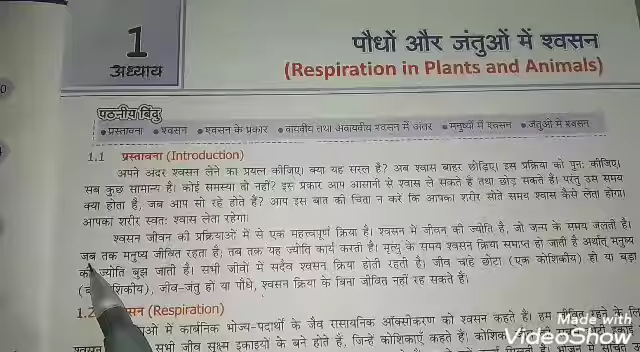 1
अध्याय
पौधों और जंतुओं में श्वसन
(Respiration in Plants and Animals)
पठनीय बिंदु
• प्रस्तावना • श्वसन • श्वसन के प्रकार • वायवीय तथा अवायवीय श्वसन में अंतर • मनुष्यों में श्वसन • जंतुओं में श्वसन
1.1 प्रस्तावना (Introduction)
अपने अंदर श्वसन लेने का प्रयत्न कीजिए। क्या यह सरल है? अब श्वास बाहर छोड़िए। इस प्रक्रिया को पुनः कीजिए।
सब कुछ सामान्य है। कोई समस्या तो नहीं? इस प्रकार आप आसानी से श्वास ले सकते हैं तथा छोड़ सकते हैं। परंतु उस समय
क्या होता है, जब आप सो रहे होते हैं? आप इस बात की चिंता न करें कि आपका शरीर सोते समय श्वास कैसे लेता होगा।
आपका शरीर स्वतः श्वास लेता रहेगा।
श्वसन जीवन की प्रक्रियाओं में से एक महत्वपूर्ण क्रिया है। श्वसन में जीवन की ज्योति है, जो जन्म के समय जलती है।
जब तक मनुष्य जीवित रहता है, तब तक यह ज्योति कार्य करती है। मृत्यु के समय श्वसन क्रिया समाप्त हो जाती है अर्थात् मनुष्य
की ज्योति बुझ जाती है। सभी जीवों में सदैव श्वसन क्रिया होती रहती है। जीव चाहे छोटा (एक कोशिकीय) हो या बड़ा
कोशिकीय), जीव-जंतु हो या पौधे, श्वसन क्रिया के बिना जीवित नहीं रह सकते हैं।
1.2 सन (Respiration)
ओं में कार्बनिक भोज्य-पदार्थों के जैव रासायनिक ऑक्सीकरण को श्वसन कहते हैं। हम जीवित रहने के लि
श्वसन सभी जीव सूक्ष्म इकाइयों के बने होते हैं, जिन्हें कोशिकाएँ कहते हैं। इकाई
Made with
VideoShow